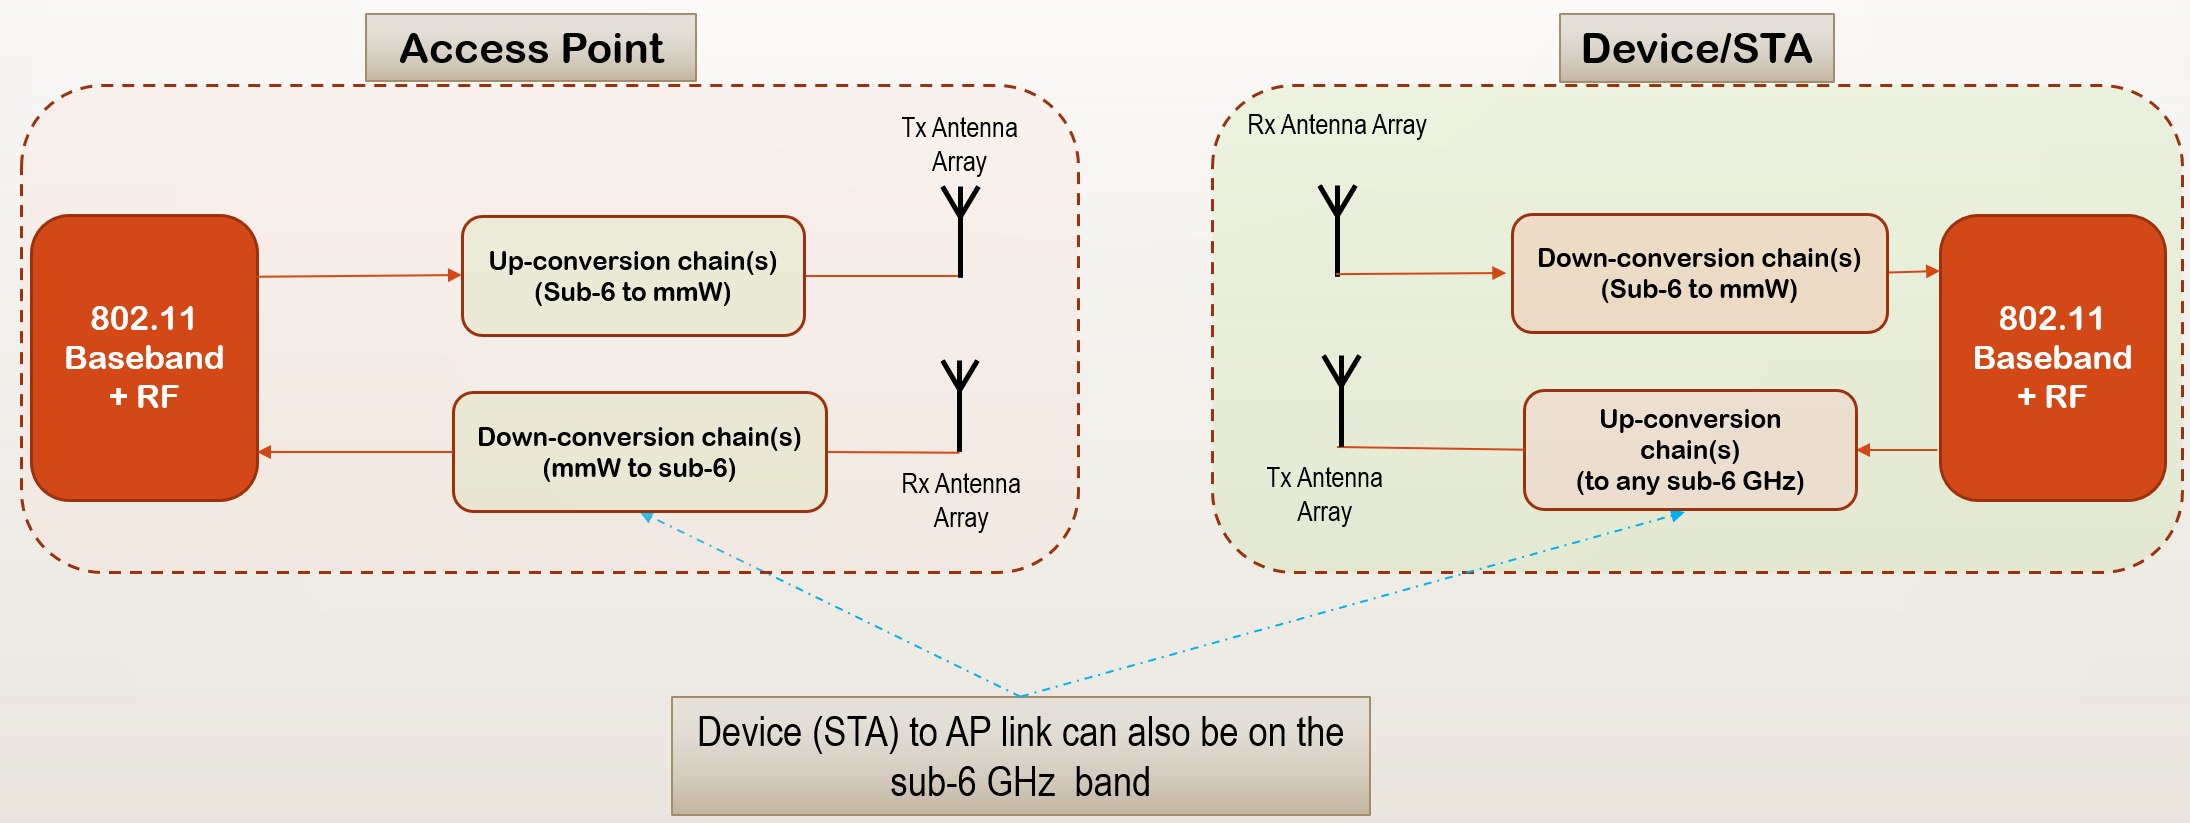 Access Point
Device/STA
Tx Antenna
Array
Rx Antenna Array
802.11
Baseband
+ RF
Up-conversion chain(s)
(Sub-6 to mmW)
Down-conversion chain(s)
(mmW to sub-6)
Rx Antenna
Array
Down-conversion chain(s)
(Sub-6 to mmW)
Up-conversion
chain(s)
(to any sub-6 GHz)
Tx Antenna
Array
802.11
Baseband
+ RF
Device (STA) to AP link can also be on the
sub-6 GHz band